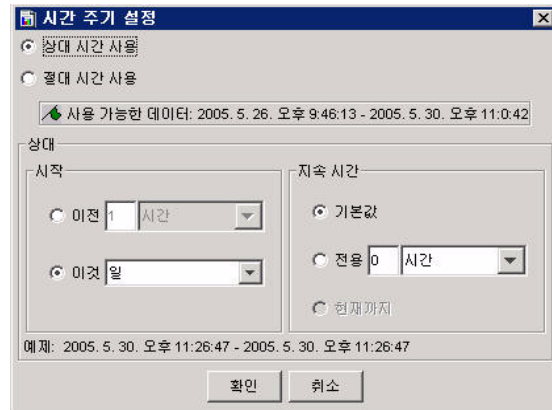 시간 주기 설정
상대 시간 사용
절대 시간 사용
사용 가능한 데이터: 2005. 5. 26. 오후 9:46:13 - 2005. 5. 30. 오후 11:0:42
상대
시작
지속 시간
이전 1 시간
기본값
이것 일
전용 0 시간
현재까지
예제: 2005. 5. 30. 오후 11:26:47 - 2005. 5. 30. 오후 11:26:47
확인 취소